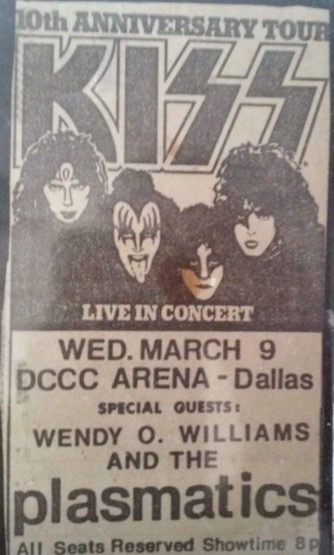 10th ANNIVERSARY TOUR
KISS
LIVE IN CONCERT
WED. MARCH 9
DCCC ARENA - Dallas
SPECIAL GUESTS:
WENDY O. WILLIAMS
AND THE
plasmatics
All Seats Reserved Showtime 8p